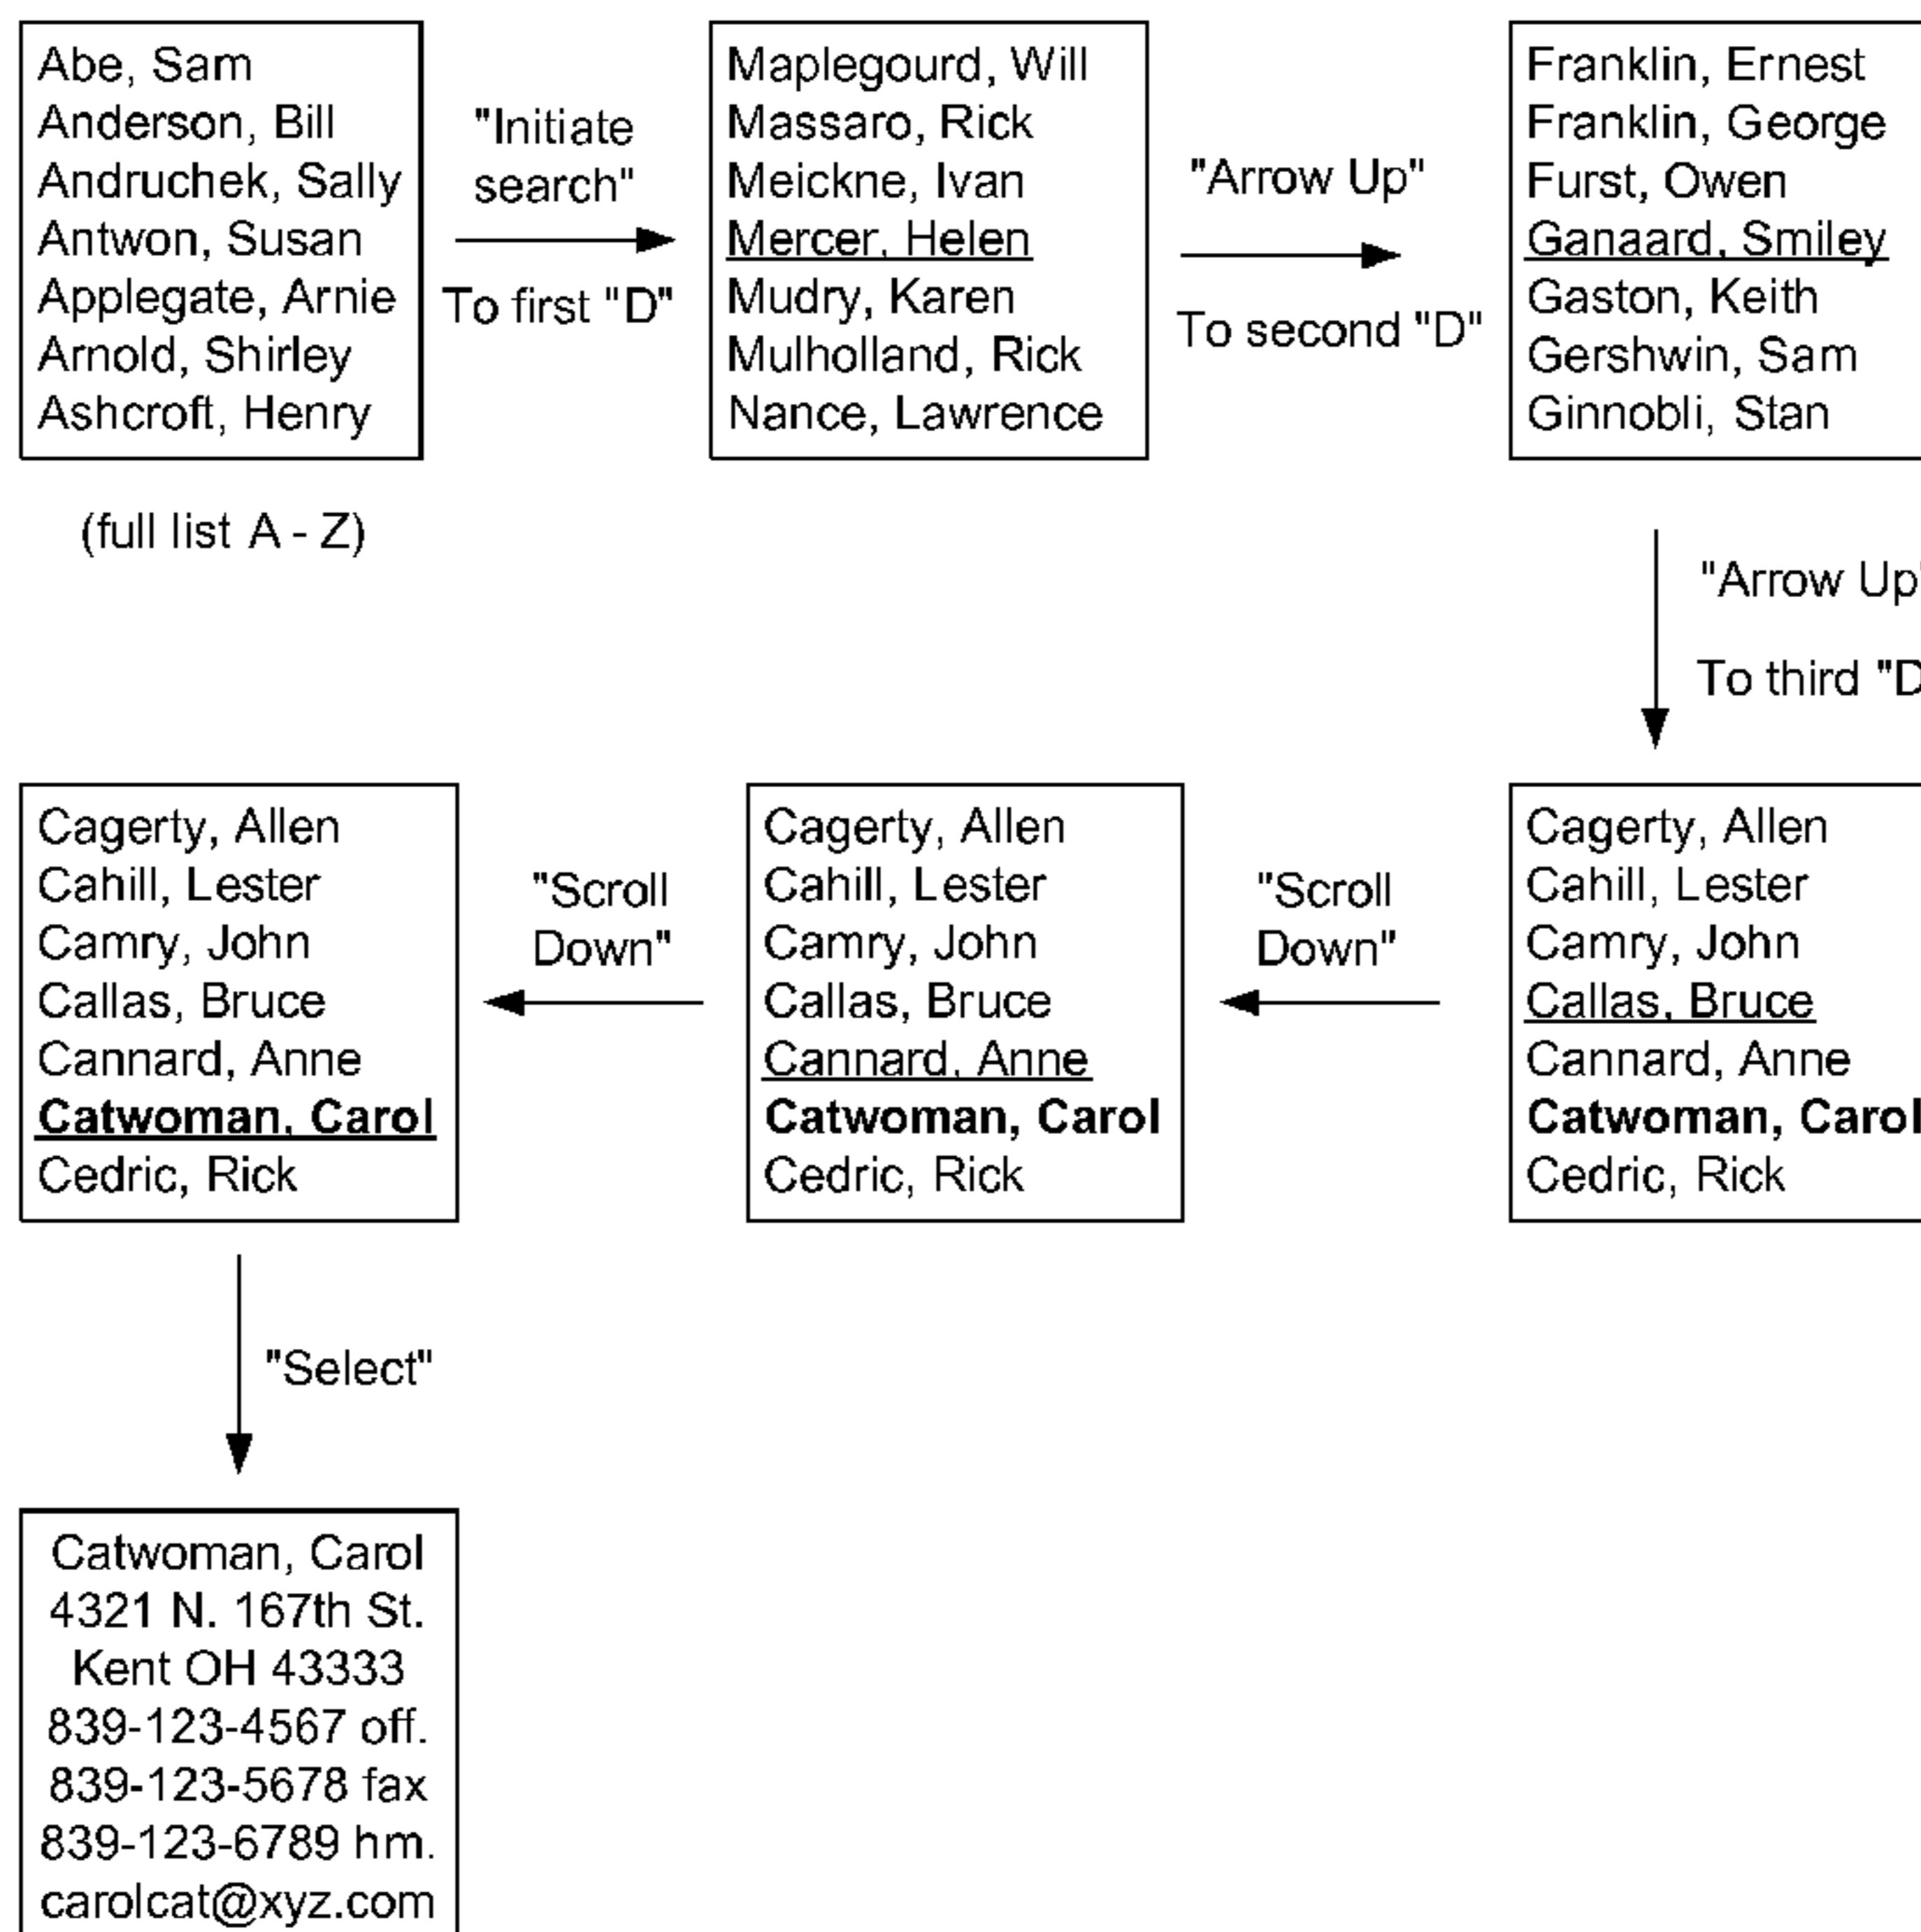 Abe, Sam
Anderson, Bill
Andruchek, Sally
Antwon, Susan
Applegate, Arnie
Arnold, Shirley
Ashcroft, Henry
(full list A - Z)
"Initiate
search"
To first "D"
Maplegourd, Will
Massaro, Rick
Meickne, Ivan
Mercer, Helen
Mudry, Karen
Mulholland, Rick
Nance, Lawrence
"Arrow Up"
To second "D"
Franklin, Ernest
Franklin, George
Furst, Owen
Ganaard, Smiley
Gaston, Keith
Gershwin, Sam
Ginnobli, Stan
"Arrow Up"
To third "D
Cagerty, Allen
Cahill, Lester
Camry, John
Callas, Bruce
Cannard, Anne
Catwoman, Carol
Cedric, Rick
"Scroll
Down"
Cagerty, Allen
Cahill, Lester
Camry, John
Callas, Bruce
Cannard, Anne
Catwoman, Carol
Cedric, Rick
"Scroll
Down"
Cagerty, Allen
Cahill, Lester
Camry, John
Callas, Bruce
Cannard, Anne
Catwoman, Carol
Cedric, Rick
"Select"
Catwoman, Carol
4321 N. 167th St.
Kent OH 43333
839-123-4567 off.
839-123-5678 fax
839-123-6789 hm.
carolcat@xyz.com